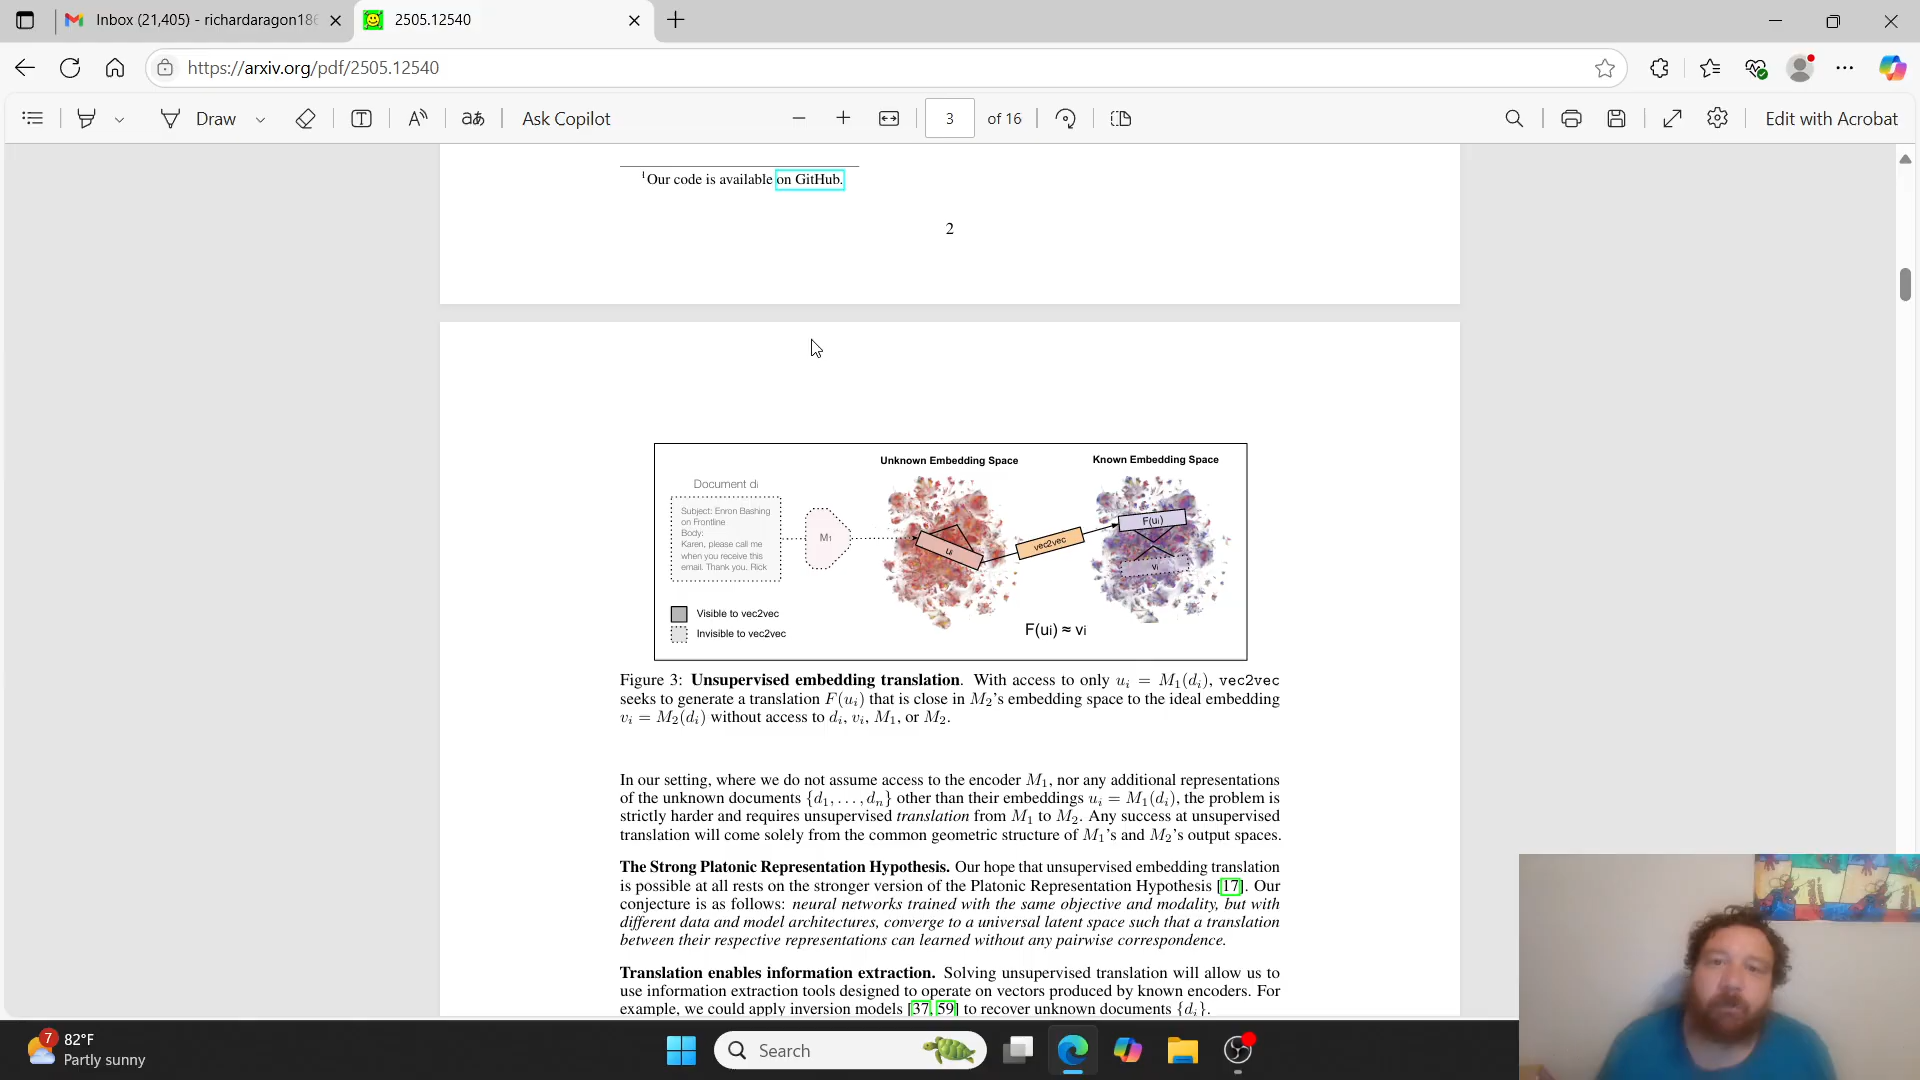 Inbox (21,405) - richardaragon186
2505.12540
https://arxiv.org/pdf/2505.12540
Draw
aあ
Ask Copilot
3
of 16
Edit with Acrobat
1Our code is available on GitHub.
2
Unknown Embedding Space
Known Embedding Space
Document di
Subject: Enron Bashing
on Frontline
Body:
Karen, please call me
when you receive this
email. Thank you. Rick
M1
ui
vec2vec
F(ui)
vi
Visible to vec2vec
Invisible to vec2vec
F(ui) ≈ vi
Figure 3: Unsupervised embedding translation. With access to only ui = M1(di), vec2vec
seeks to generate a translation F(ui) that is close in M2's embedding space to the ideal embedding
vi = M2(di) without access to di, vi, M1, or M2.
In our setting, where we do not assume access to the encoder M1, nor any additional representations
of the unknown documents {d1, . . . , dn} other than their embeddings ui = M1(di), the problem is
strictly harder and requires unsupervised translation from M1 to M2. Any success at unsupervised
translation will come solely from the common geometric structure of M1's and M2's output spaces.
The Strong Platonic Representation Hypothesis. Our hope that unsupervised embedding translation
is possible at all rests on the stronger version of the Platonic Representation Hypothesis [17]. Our
conjecture is as follows: neural networks trained with the same objective and modality, but with
different data and model architectures, converge to a universal latent space such that a translation
between their respective representations can learned without any pairwise correspondence.
Translation enables information extraction. Solving unsupervised translation will allow us to
use information extraction tools designed to operate on vectors produced by known encoders. For
example, we could apply inversion models [37, 59] to recover unknown documents {di}.
7
82°F
Partly sunny
Search